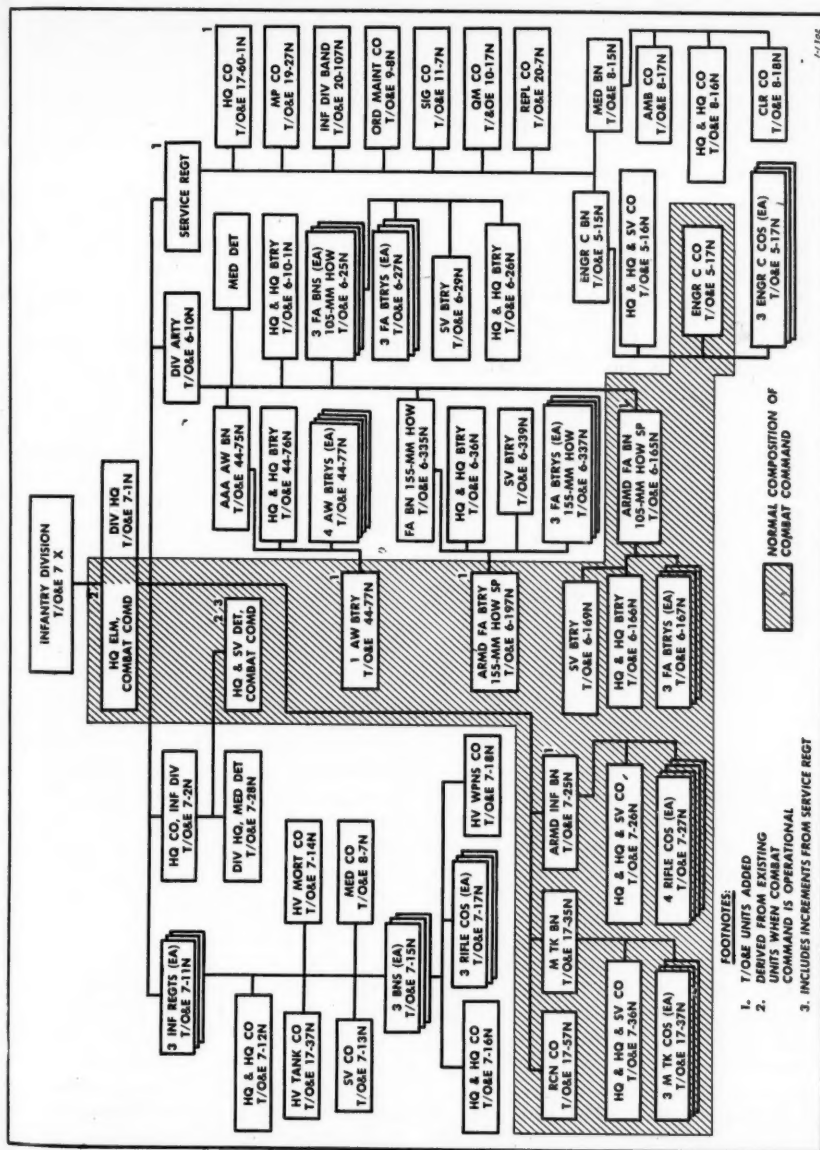 INFANTRY DIVISION
T/O&E 7 X
2
HQ ELM,
COMBAT COMD
DIV HQ
T/O&E 7-1N
3 INF REGTS (EA)
T/O&E 7-11N
HQ & HQ CO
T/O&E 7-12N
HV TANK CO
T/O&E 17-37N
HV MORT CO
T/O&E 7-14N
SV CO
T/O&E 7-13N
MED CO
T/O&E 8-7N
3 BNS (EA)
T/O&E 7-15N
HQ & HQ CO
T/O&E 7-16N
3 RIFLE COS (EA)
T/O&E 7-17N
HV WPNS CO
T/O&E 7-18N
HQ CO, INF DIV
T/O&E 7-2N
DIV HQ, MED DET
T/O&E 7-28N
2, 3
HQ & SV DET,
COMBAT COMD
DIV ARTY
T/O&E 6-10N
MED DET
HQ & HQ BTRY
T/O&E 6-10-1N
3 FA BNS (EA)
105-MM HOW
T/O&E 6-25N
3 FA BTRYS (EA)
T/O&E 6-27N
SV BTRY
T/O&E 6-29N
HQ & HQ BTRY
T/O&E 6-26N
AAA AW BN
T/O&E 44-75N
HQ & HQ BTRY
T/O&E 44-76N
4 AW BTRYS (EA)
T/O&E 44-77N
1
1 AW BTRY
T/O&E 44-77N
FA BN 155-MM HOW
T/O&E 6-335N
HQ & HQ BTRY
T/O&E 6-36N
SV BTRY
T/O&E 6-339N
3 FA BTRYS (EA)
155-MM HOW
T/O&E 6-337N
1
ARMD FA BTRY
155-MM HOW SP
T/O&E 6-197N
1
ARMD FA BN
105-MM HOW SP
T/O&E 6-165N
SV BTRY
T/O&E 6-169N
HQ & HQ BTRY
T/O&E 6-166N
3 FA BTRYS (EA)
T/O&E 6-167N
1
SERVICE REGT
1
HQ CO
T/O&E 17-60-1N
MP CO
T/O&E 19-27N
INF DIV BAND
T/O&E 20-107N
ORD MAINT CO
T/O&E 9-8N
SIG CO
T/O&E 11-7N
QM CO
T/&OE 10-17N
REPL CO
T/O&E 20-7N
ENGR C BN
T/O&E 5-15N
HQ & HQ & SV CO
T/O&E 5-16N
ENGR C CO
T/O&E 5-17N
3 ENGR C COS (EA)
T/O&E 5-17N
MED BN
T/O&E 8-15N
AMB CO
T/O&E 8-17N
HQ & HQ CO
T/O&E 8-16N
CLR CO
T/O&E 8-18N
RCN CO
T/O&E 17-57N
M TK BN
T/O&E 17-35N
HQ & HQ & SV CO
T/O&E 7-36N
3 M TK COS (EA)
T/O&E 17-37N
1
ARMD INF BN
T/O&E 7-25N
HQ & HQ & SV CO,
T/O&E 7-26N
4 RIFLE COS (EA)
T/O&E 7-27N
FOOTNOTES:
1. T/O&E UNITS ADDED
2. DERIVED FROM EXISTING
UNITS WHEN COMBAT
COMMAND IS OPERATIONAL
3. INCLUDES INCREMENTS FROM SERVICE REGT
NORMAL COMPOSITION OF
COMBAT COMMAND